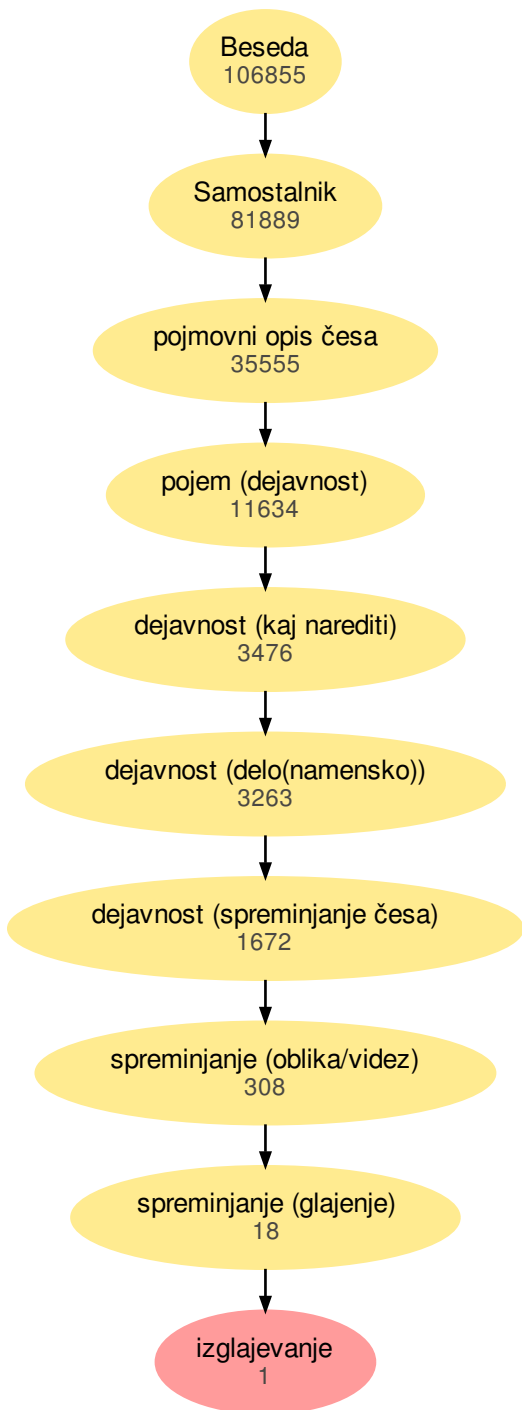 Beseda
106855
Samostalnik
81889
pojmovni opis česa
35555
pojem (dejavnost)
11634
dejavnost (kaj narediti)
3476
dejavnost (delo(namensko))
3263
dejavnost (spreminjanje česa)
1672
spreminjanje (oblika/videz)
308
spreminjanje (glajenje)
18
izglajevanje
1